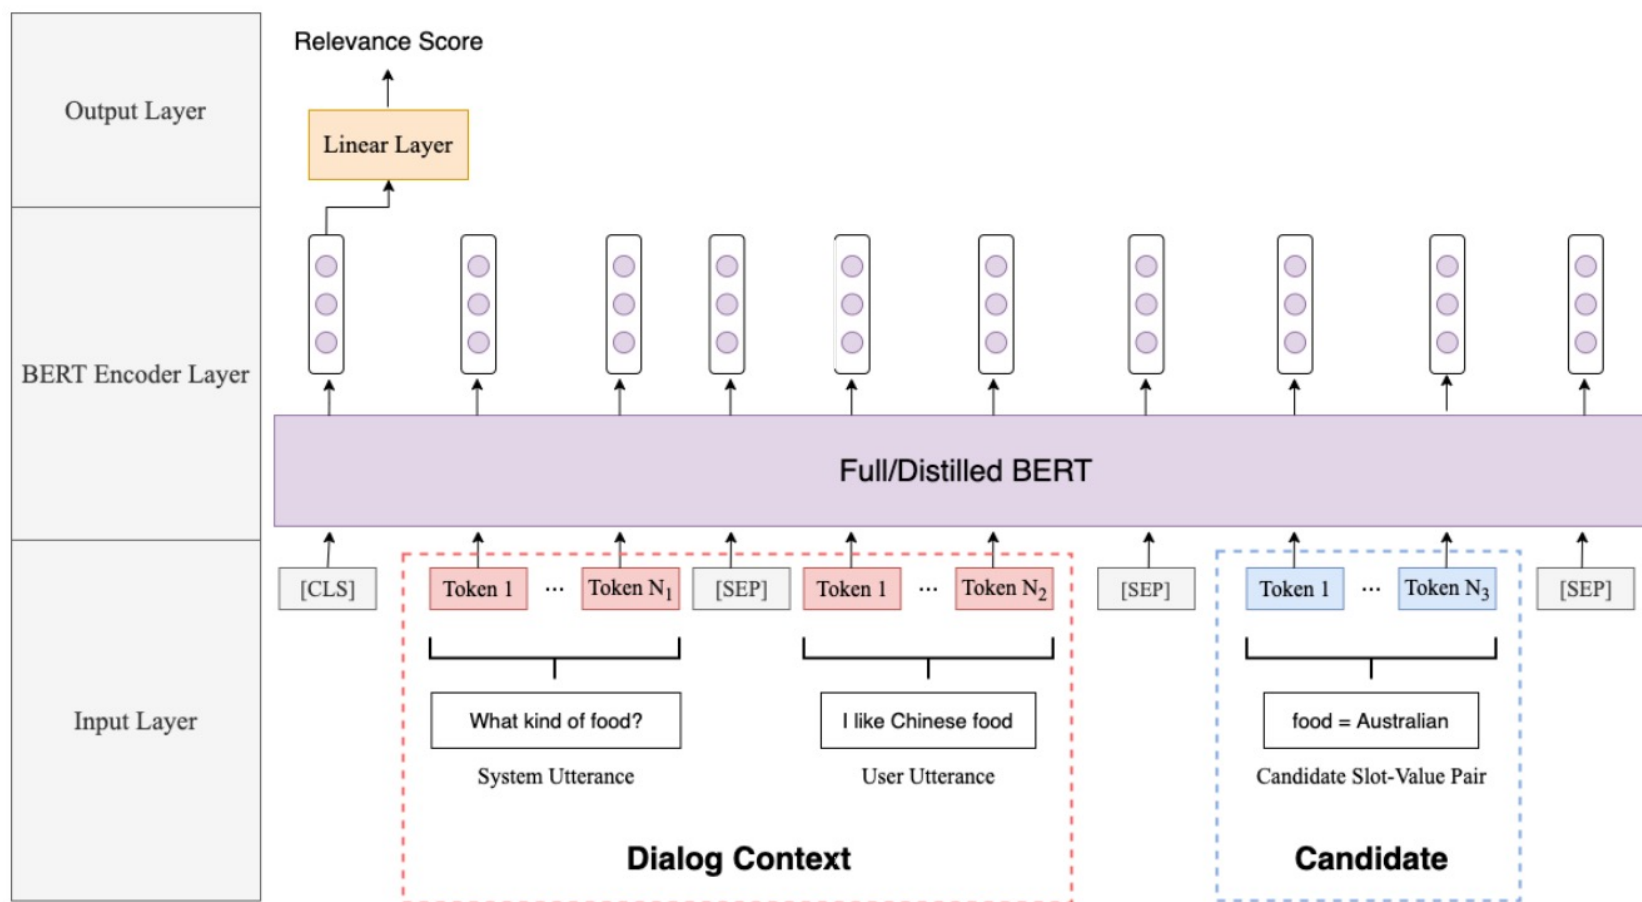 Relevance Score
Output Layer
Linear Layer
BERT Encoder Layer
Full/Distilled BERT
Input Layer
[CLS]
Token 1
...
Token N1
[SEP]
Token 1
...
Token N2
[SEP]
Token 1
...
Token N3
[SEP]
What kind of food?
I like Chinese food
food = Australian
System Utterance
User Utterance
Candidate Slot-Value Pair
Dialog Context
Candidate